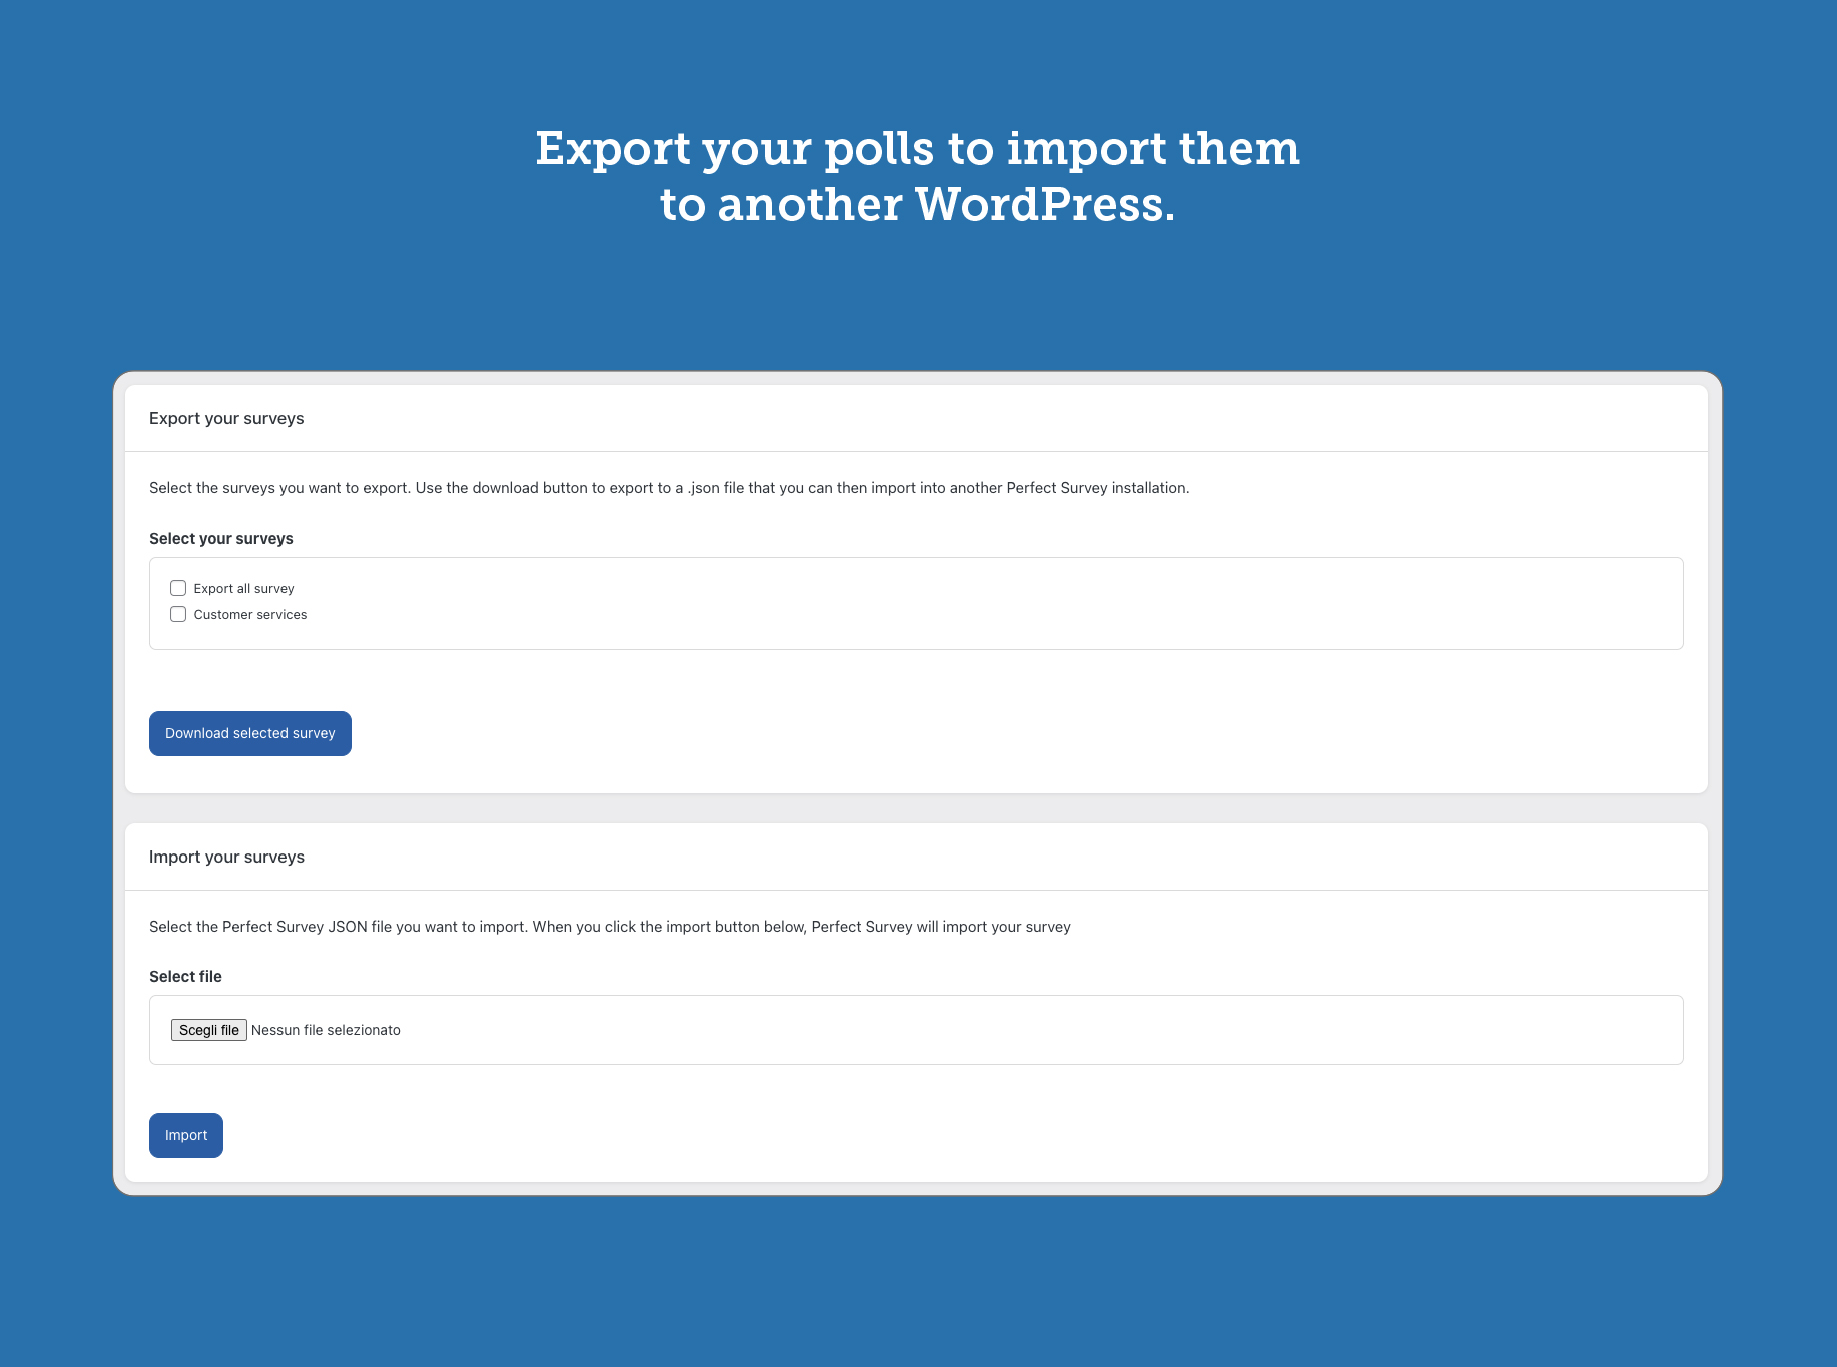 Export your polls to import them
to another WordPress.
Export your surveys
Select the surveys you want to export. Use the download button to export to a .json file that you can then import into another Perfect Survey installation.
Select your surveys
Export all survey
Customer services
Download selected survey
Import your surveys
Select the Perfect Survey JSON file you want to import. When you click the import button below, Perfect Survey will import your survey
Select file
Scegli file Nessun file selezionato
Import